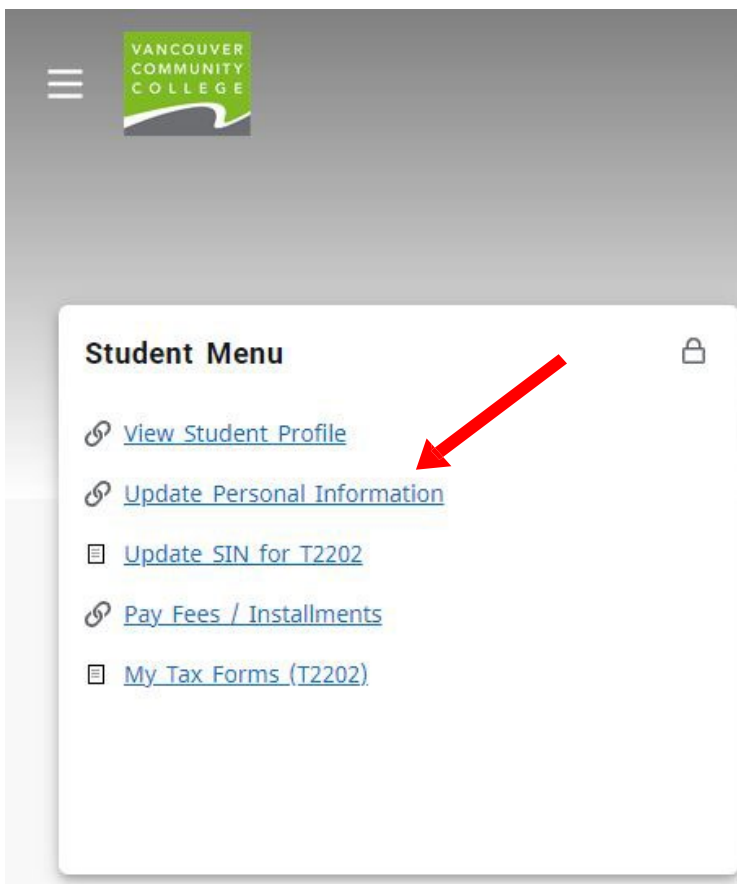 VANCOUVER
COMMUNITY
COLLEGE
Student Menu
View Student Profile
Update Personal Information
Update SIN for T2202
Pay Fees / Installments
My Tax Forms (T2202)